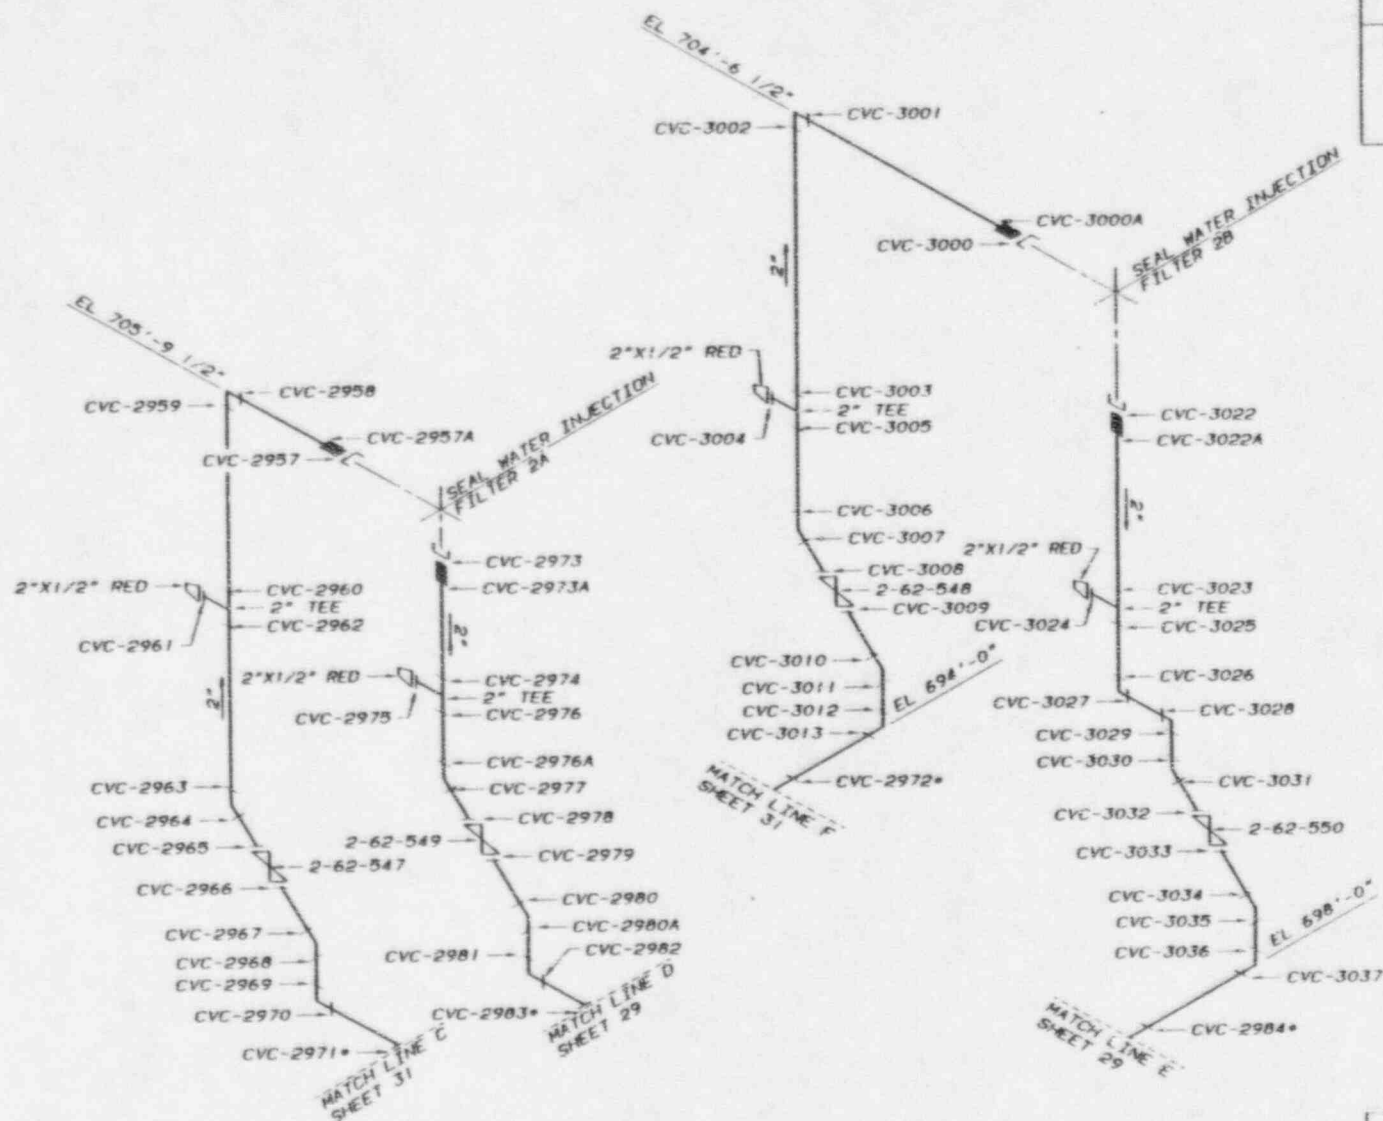 EL 704'-6 1/2"
CVC-3002
CVC-3001
CVC-3000A
CVC-3000
SEAL WATER INJECTION
FILTER 2B
2"
2"X1/2" RED
CVC-3003
2" TEE
CVC-3004
CVC-3005
CVC-3006
CVC-3007
CVC-3008
2-62-548
CVC-3009
CVC-3010
CVC-3011
CVC-3012
CVC-3013
EL 694'-0"
CVC-2972*
MATCH LINE F
SHEET 31
CVC-3022
CVC-3022A
2"
2"X1/2" RED
CVC-3023
2" TEE
CVC-3024
CVC-3025
CVC-3026
CVC-3027
CVC-3028
CVC-3029
CVC-3030
CVC-3031
CVC-3032
2-62-550
CVC-3033
CVC-3034
CVC-3035
CVC-3036
EL 698'-0"
CVC-3037
CVC-2984*
MATCH LINE E
SHEET 29
EL 705'-9 1/2"
CVC-2958
CVC-2959
CVC-2957A
CVC-2957
SEAL WATER INJECTION
FILTER 2A
2"X1/2" RED
CVC-2960
2" TEE
CVC-2962
CVC-2961
2"
CVC-2963
CVC-2964
CVC-2965
2-62-547
CVC-2966
CVC-2967
CVC-2968
CVC-2969
CVC-2970
CVC-2971*
MATCH LINE C
SHEET 31
CVC-2973
CVC-2973A
2"
2"X1/2" RED
CVC-2974
2" TEE
CVC-2975
CVC-2976
CVC-2976A
CVC-2977
CVC-2978
2-62-549
CVC-2979
CVC-2980
CVC-2980A
CVC-2981
CVC-2982
CVC-2983*
MATCH LINE D
SHEET 29